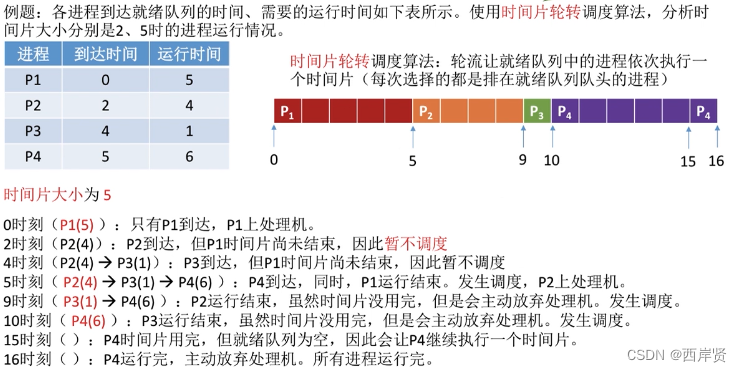 例题：各进程到达就绪队列的时间、需要的运行时间如下表所示。使用时间片轮转调度算法，分析时
间片大小分别是2、5时的进程运行情况。
进程 到达时间 运行时间
P1 0 5
P2 2 4
P3 4 1
P4 5 6
时间片轮转调度算法：轮流让就绪队列中的进程依次执行一
个时间片（每次选择的都是排在就绪队列队头的进程）
P1 P2 P3 P4 P4
0 5 9 10 15 16
时间片大小为 5
0时刻（P1(5)）：只有P1到达，P1上处理机。
2时刻（P2(4)）：P2到达，但P1时间片尚未结束，因此暂不调度
4时刻（P2(4) → P3(1)）：P3到达，但P1时间片尚未结束，因此暂不调度
5时刻（P2(4) → P3(1) → P4(6)）：P4到达，同时，P1运行结束。发生调度，P2上处理机。
9时刻（P3(1) → P4(6)）：P2运行结束，虽然时间片没用完，但是会主动放弃处理机。发生调度。
10时刻（P4(6)）：P3运行结束，虽然时间片没用完，但是会主动放弃处理机。发生调度。
15时刻（）：P4时间片用完，但就绪队列为空，因此会让P4继续执行一个时间片。
16时刻（）：P4运行完，主动放弃处理机。所有进程运行完。
CSDN @西岸贤